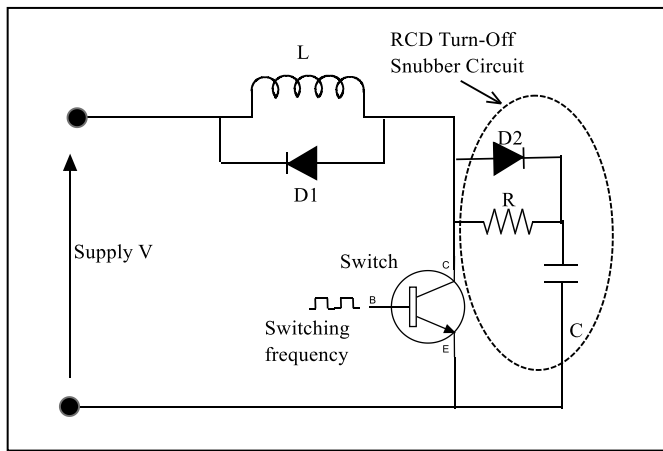 RCD Turn-Off
Snubber Circuit
L
D2
D1
R
Supply V
Switch
C
B
Switching
frequency
E
C